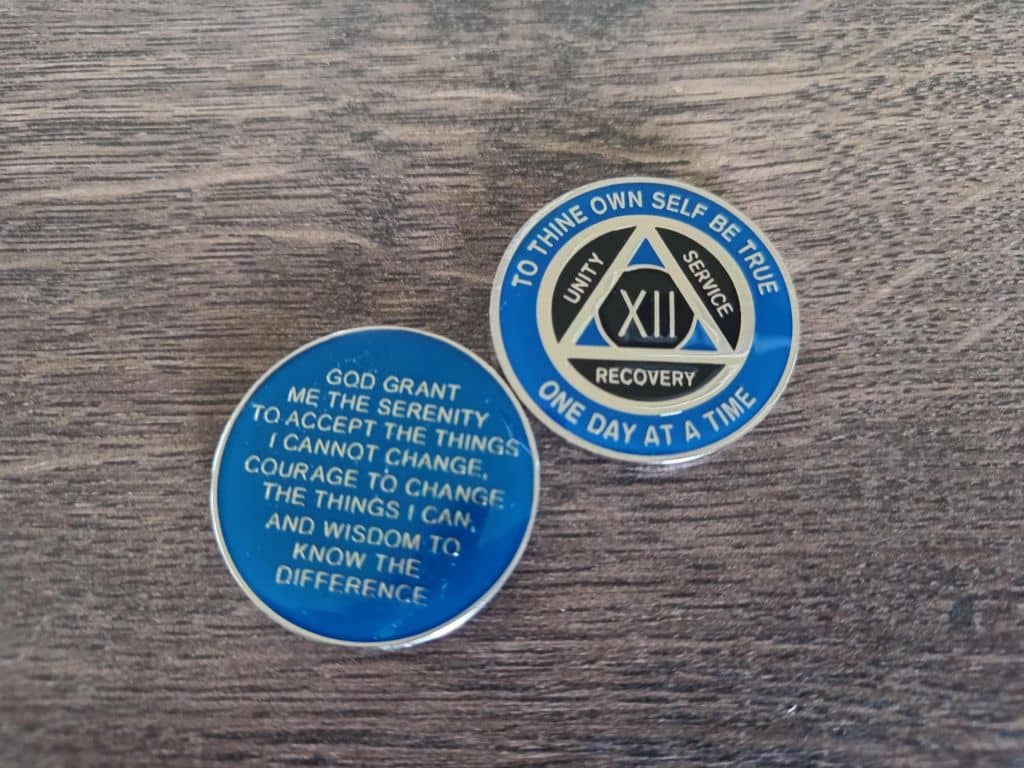 GOD GRANT
ME THE SERENITY
TO ACCEPT THE THINGS
I CANNOT CHANGE,
COURAGE TO CHANGE
THE THINGS I CAN,
AND WISDOM TO
KNOW THE
DIFFERENCE
TO THINE OWN SELF BE TRUE
UNITY
SERVICE
XII
RECOVERY
ONE DAY AT A TIME